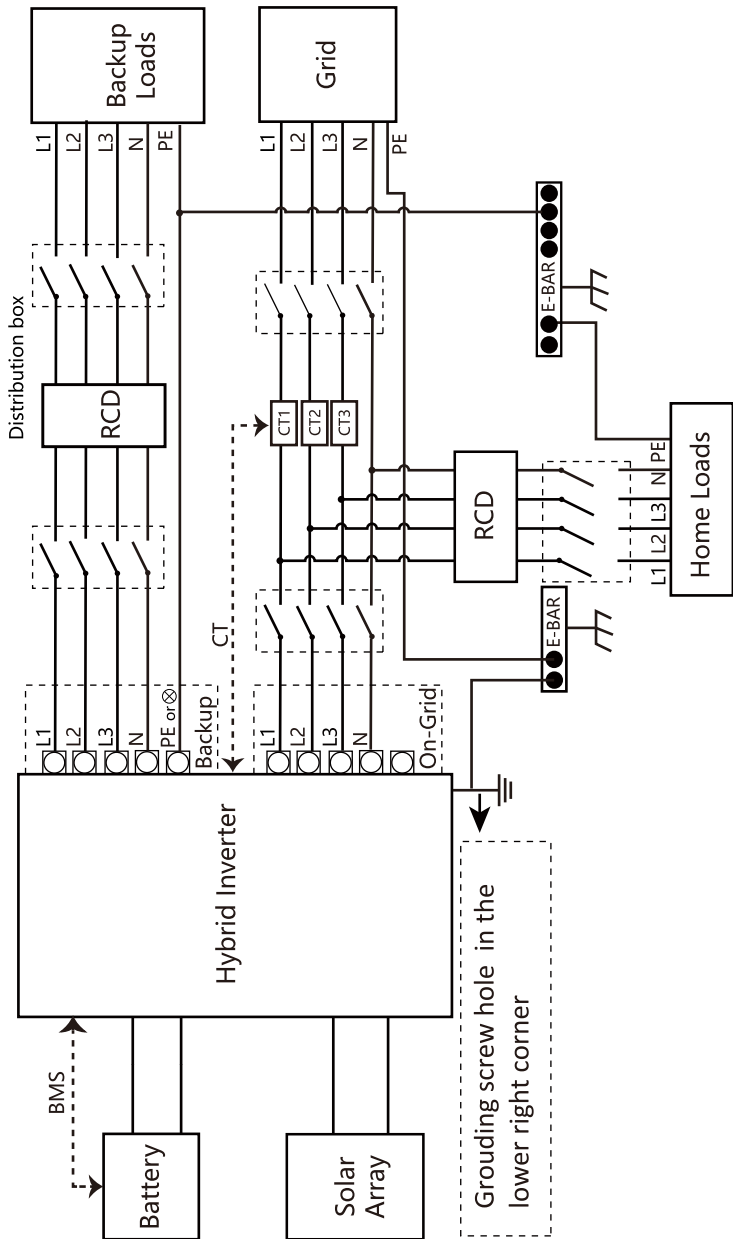 Distribution box
Backup
Loads
L1
L2
L3
N
PE
Grid
L1
L2
L3
N
PE
RCD
E-BAR
CT1
CT2
CT3
CT
RCD
L1
L2
L3
N
PE
Home Loads
E-BAR
L1
L2
L3
N
PE or
Backup
L1
L2
L3
N
On-Grid
Hybrid Inverter
Grouding screw hole in the
lower right corner
BMS
Battery
Solar
Array